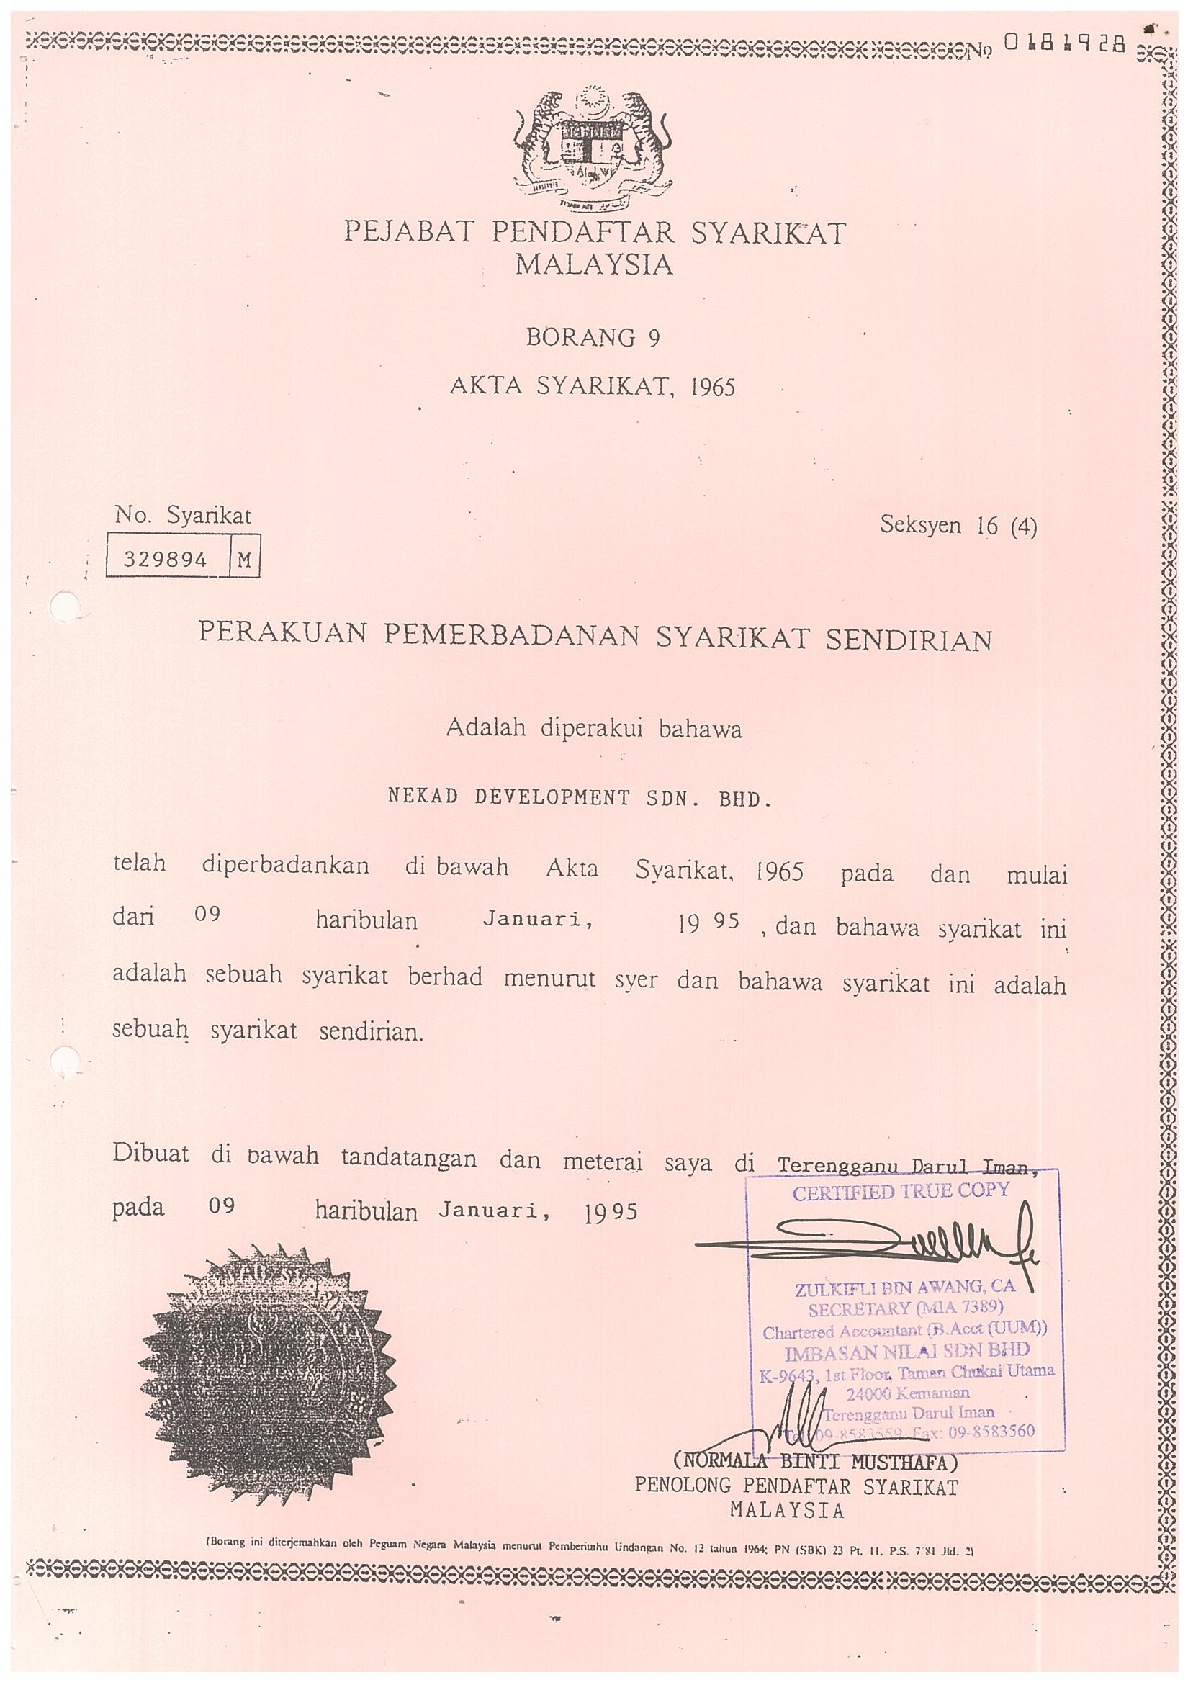 No 0181928
PEJABAT PENDAFTAR SYARIKAT
MALAYSIA
BORANG 9
AKTA SYARIKAT, 1965
No. Syarikat
Seksyen 16 (4)
329894 M
PERAKUAN PEMERBADANAN SYARIKAT SENDIRIAN
Adalah diperakui bahawa
NEKAD DEVELOPMENT SDN. BHD.
telah diperbadankan di bawah Akta Syarikat, 1965 pada dan mulai
dari 09 haribulan Januari, 19 95 , dan bahawa syarikat ini
adalah sebuah syarikat berhad menurut syer dan bahawa syarikat ini adalah
sebuah syarikat sendirian.
Dibuat di bawah tandatangan dan meterai saya di Terengganu Darul Iman,
pada 09 haribulan Januari, 1995
CERTIFIED TRUE COPY
ZULKIFLI BIN AWANG, CA
SECRETARY (MIA 7389)
Chartered Accountant (B.Acct (UUM))
IMBASAN NILAI SDN BHD
K-9643, 1st Floor, Taman Chukai Utama
24000 Kemaman
Terengganu Darul Iman
Tel: 09-8583559 Fax: 09-8583560
(NORMALA BINTI MUSTHAFA)
PENOLONG PENDAFTAR SYARIKAT
MALAYSIA
[Borang ini diterjemahkan oleh Peguam Negara Malaysia menurut Pemberitahu Undangan No. 12 tahun 1964; PN (SBK) 23 Pt. 11. P.S. 7/81 Jld. 2]